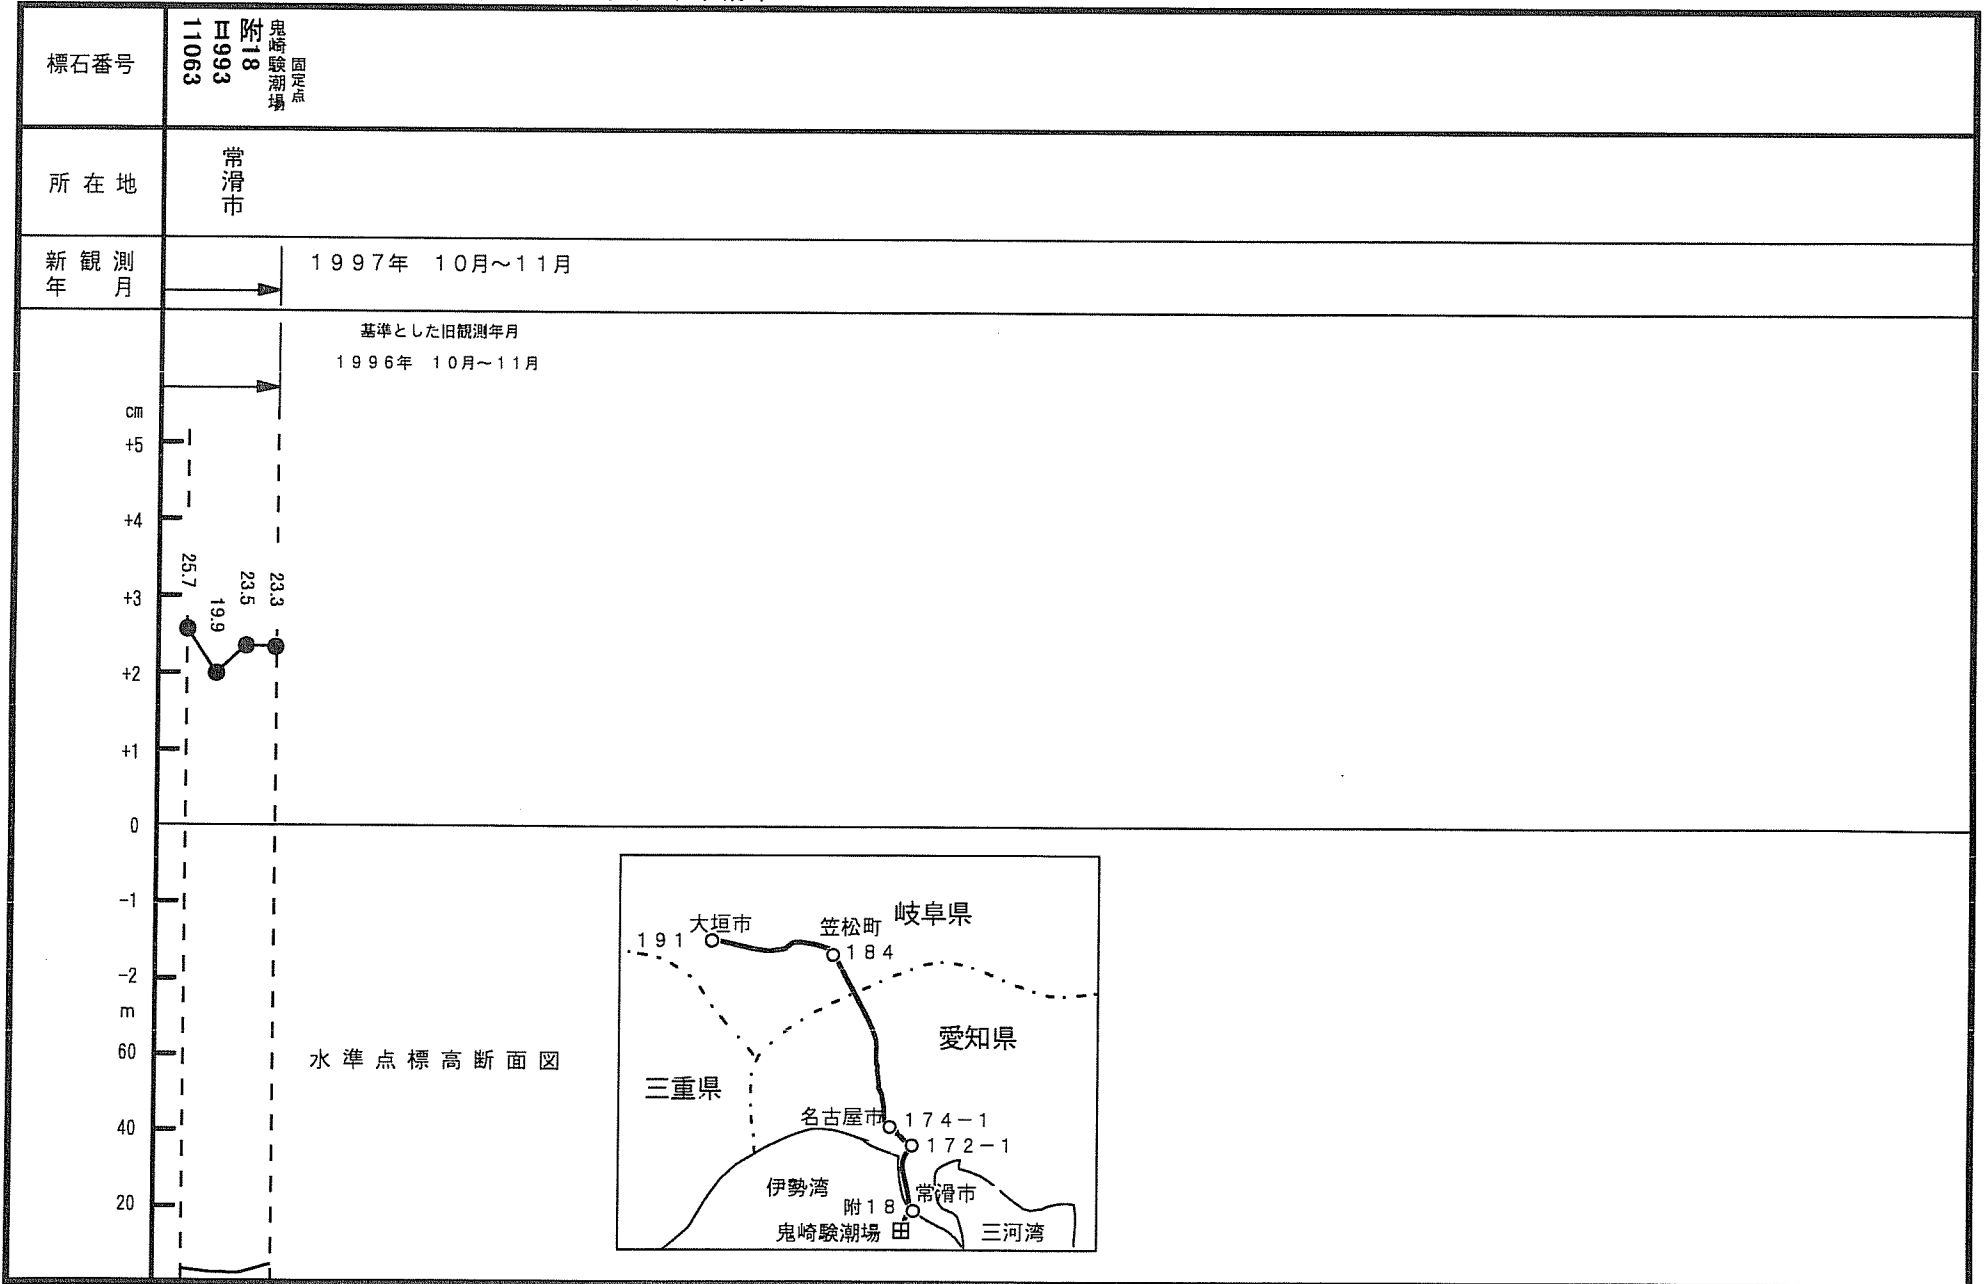 標石番号
11063
Ⅱ993
附18
鬼崎験潮場
固定点
所在地
常滑市
新観測
年月
1997年 10月～11月
基準とした旧観測年月
1996年 10月～11月
cm
+5
+4
+3
+2
+1
0
-1
-2
25.7
19.9
23.5
23.3
m
60
40
20
水準点標高断面図
岐阜県
大垣市
笠松町
191
184
愛知県
三重県
名古屋市
174-1
172-1
伊勢湾
常滑市
附18
鬼崎験潮場
三河湾